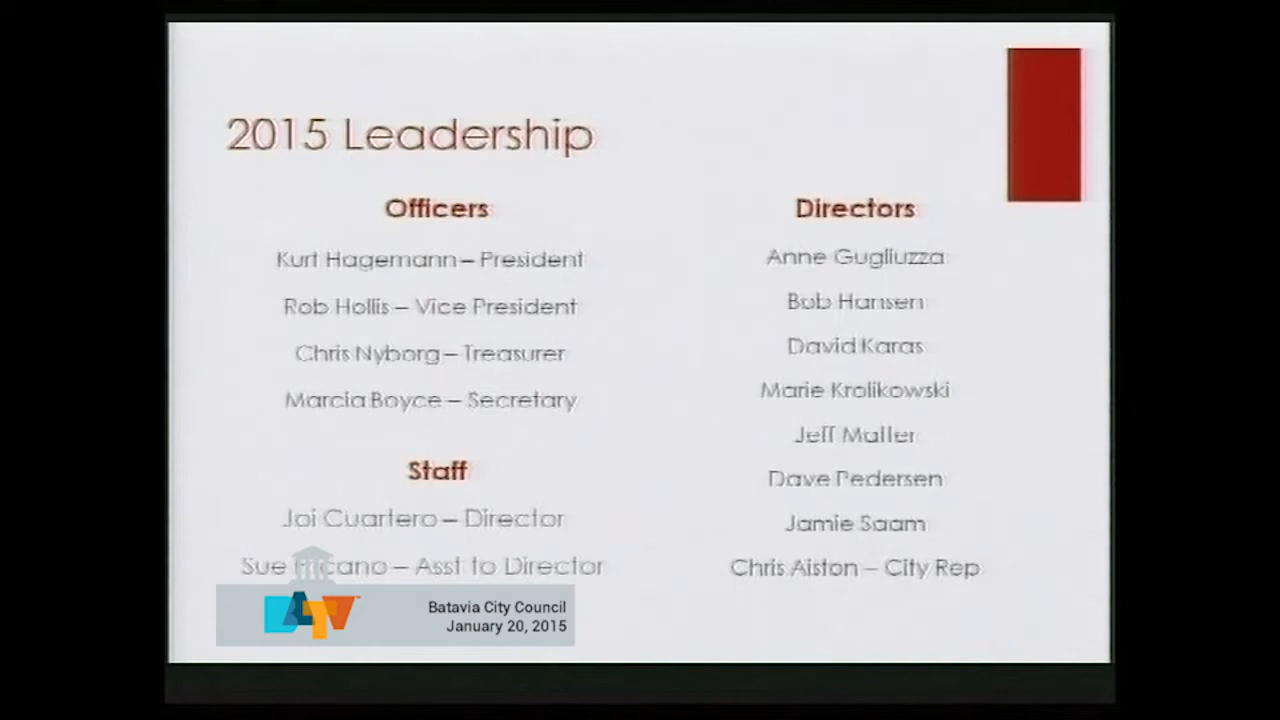 2015 Leadership
Officers
Kurt Hagemann – President
Rob Hollis – Vice President
Chris Nyborg – Treasurer
Marcia Boyce – Secretary
Staff
Joi Cuartero – Director
Sue – Asst to Director
Directors
Anne Gugliuzza
Bob Hansen
David Karas
Marie Krolikowski
Jeff
Dave Pedersen
Jamie Saam
Chris Aiston – City Rep
BATV
Batavia City Council
January 20, 2015